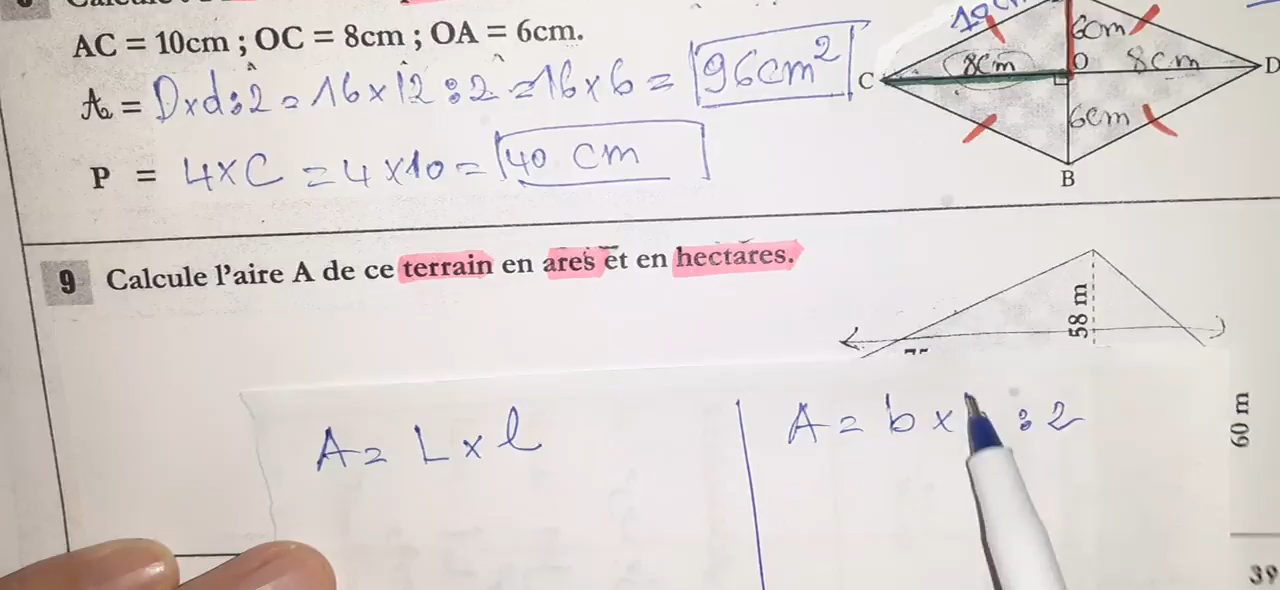 AC = 10cm ; OC = 8cm ; OA = 6cm.
A = D x d : 2 = 16 x 12 : 2 = 16 x 6 = 96cm²
P = 4 x C = 4 x 10 = 40 cm
6cm
C 8cm O 8cm D
6cm
B
9 Calcule l'aire A de ce terrain en ares et en hectares.
58 m
A = L x l
A = b x : 2
60 m
39